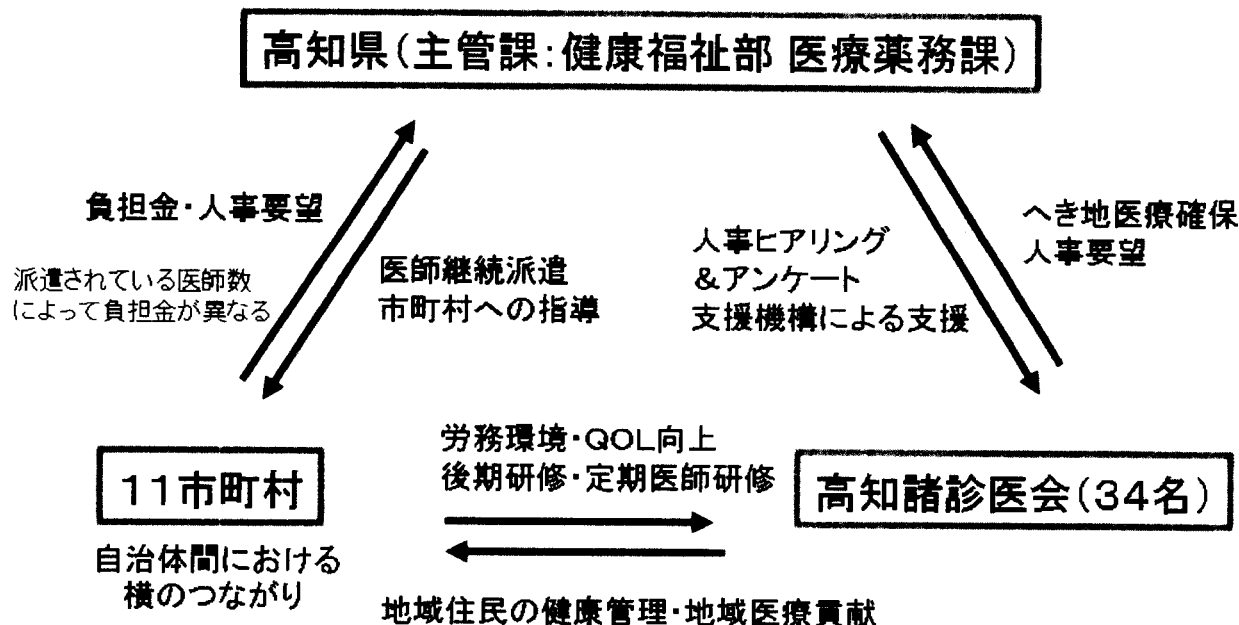 高知県(主管課:健康福祉部 医療薬務課)
負担金・人事要望
派遣されている医師数
によって負担金が異なる
医師継続派遣
市町村への指導
人事ヒアリング
&アンケート
支援機構による支援
へき地医療確保
人事要望
11市町村
自治体間における
横のつながり
労務環境・QOL向上
後期研修・定期医師研修
高知諸診医会(34名)
地域住民の健康管理・地域医療貢献